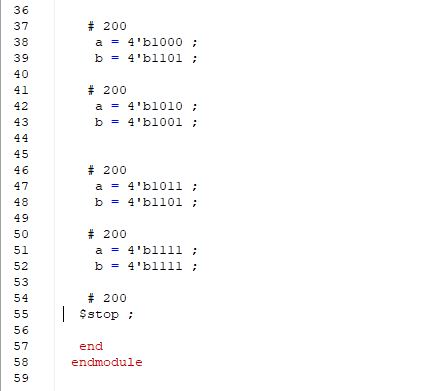 36
37 # 200
38 a = 4'b1000 ;
39 b = 4'b1101 ;
40
41 # 200
42 a = 4'b1010 ;
43 b = 4'b1001 ;
44
45
46 # 200
47 a = 4'b1011 ;
48 b = 4'b1101 ;
49
50 # 200
51 a = 4'b1111 ;
52 b = 4'b1111 ;
53
54 # 200
55 $stop ;
56
57 end
58 endmodule
59